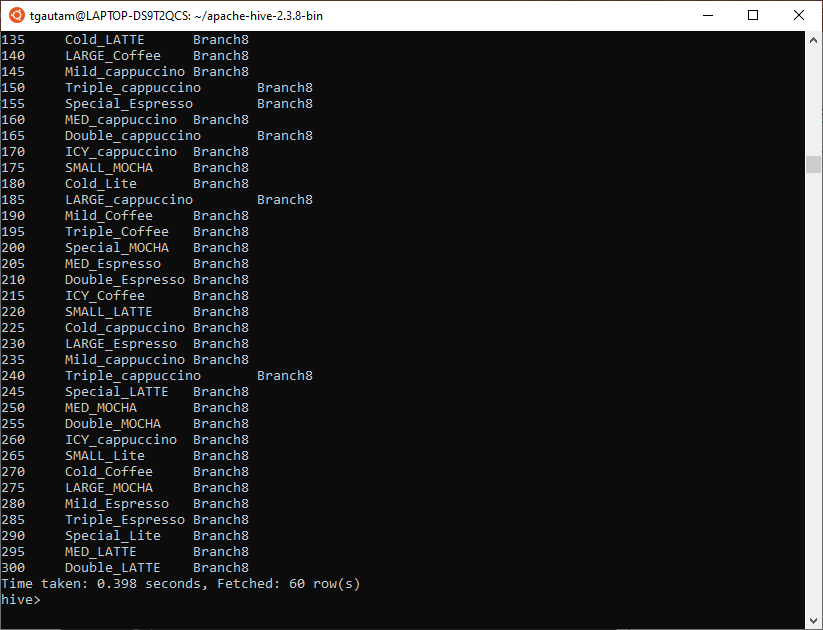 tgautam@LAPTOP-DS9T2QCS: ~/apache-hive-2.3.8-bin
135 Cold_LATTE Branch8
140 LARGE_Coffee Branch8
145 Mild_cappuccino Branch8
150 Triple_cappuccino Branch8
155 Special_Espresso Branch8
160 MED_cappuccino Branch8
165 Double_cappuccino Branch8
170 ICY_cappuccino Branch8
175 SMALL_MOCHA Branch8
180 Cold_Lite Branch8
185 LARGE_cappuccino Branch8
190 Mild_Coffee Branch8
195 Triple_Coffee Branch8
200 Special_MOCHA Branch8
205 MED_Espresso Branch8
210 Double_Espresso Branch8
215 ICY_Coffee Branch8
220 SMALL_LATTE Branch8
225 Cold_cappuccino Branch8
230 LARGE_Espresso Branch8
235 Mild_cappuccino Branch8
240 Triple_cappuccino Branch8
245 Special_LATTE Branch8
250 MED_MOCHA Branch8
255 Double_MOCHA Branch8
260 ICY_cappuccino Branch8
265 SMALL_Lite Branch8
270 Cold_Coffee Branch8
275 LARGE_MOCHA Branch8
280 Mild_Espresso Branch8
285 Triple_Espresso Branch8
290 Special_Lite Branch8
295 MED_LATTE Branch8
300 Double_LATTE Branch8
Time taken: 0.398 seconds, Fetched: 60 row(s)
hive>